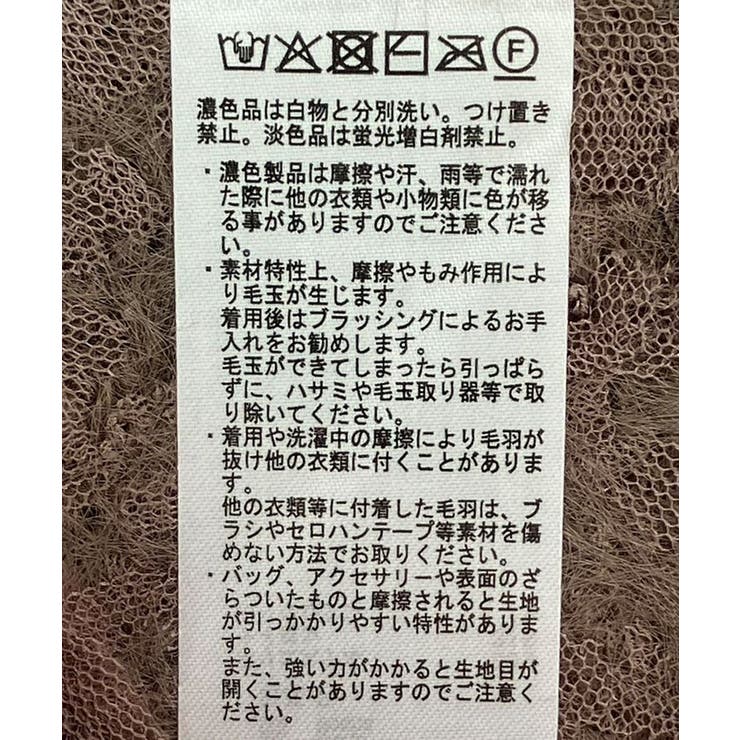 F
濃色品は白物と分別洗い。つけ置き
禁止。淡色品は蛍光増白剤禁止。
・濃色製品は摩擦や汗、雨等で濡れ
た際に他の衣類や小物類に色が移
る事がありますのでご注意くださ
い。
・素材特性上、摩擦やもみ作用によ
り毛玉が生じます。
着用後はブラッシングによるお手
入れをお勧めします。
毛玉ができてしまったら引っぱら
ずに、ハサミや毛玉取り器等で取
り除いてください。
・着用や洗濯中の摩擦により毛羽が
抜け他の衣類に付くことがありま
す。
他の衣類等に付着した毛羽は、ブ
ラシやセロハンテープ等素材を傷
めない方法でお取りください。
・バッグ、アクセサリーや表面のざ
らついたものと摩擦されると生地
が引っかかりやすい特性がありま
す。
また、強い力がかかると生地目が
開くことがありますのでご注意く
ださい。